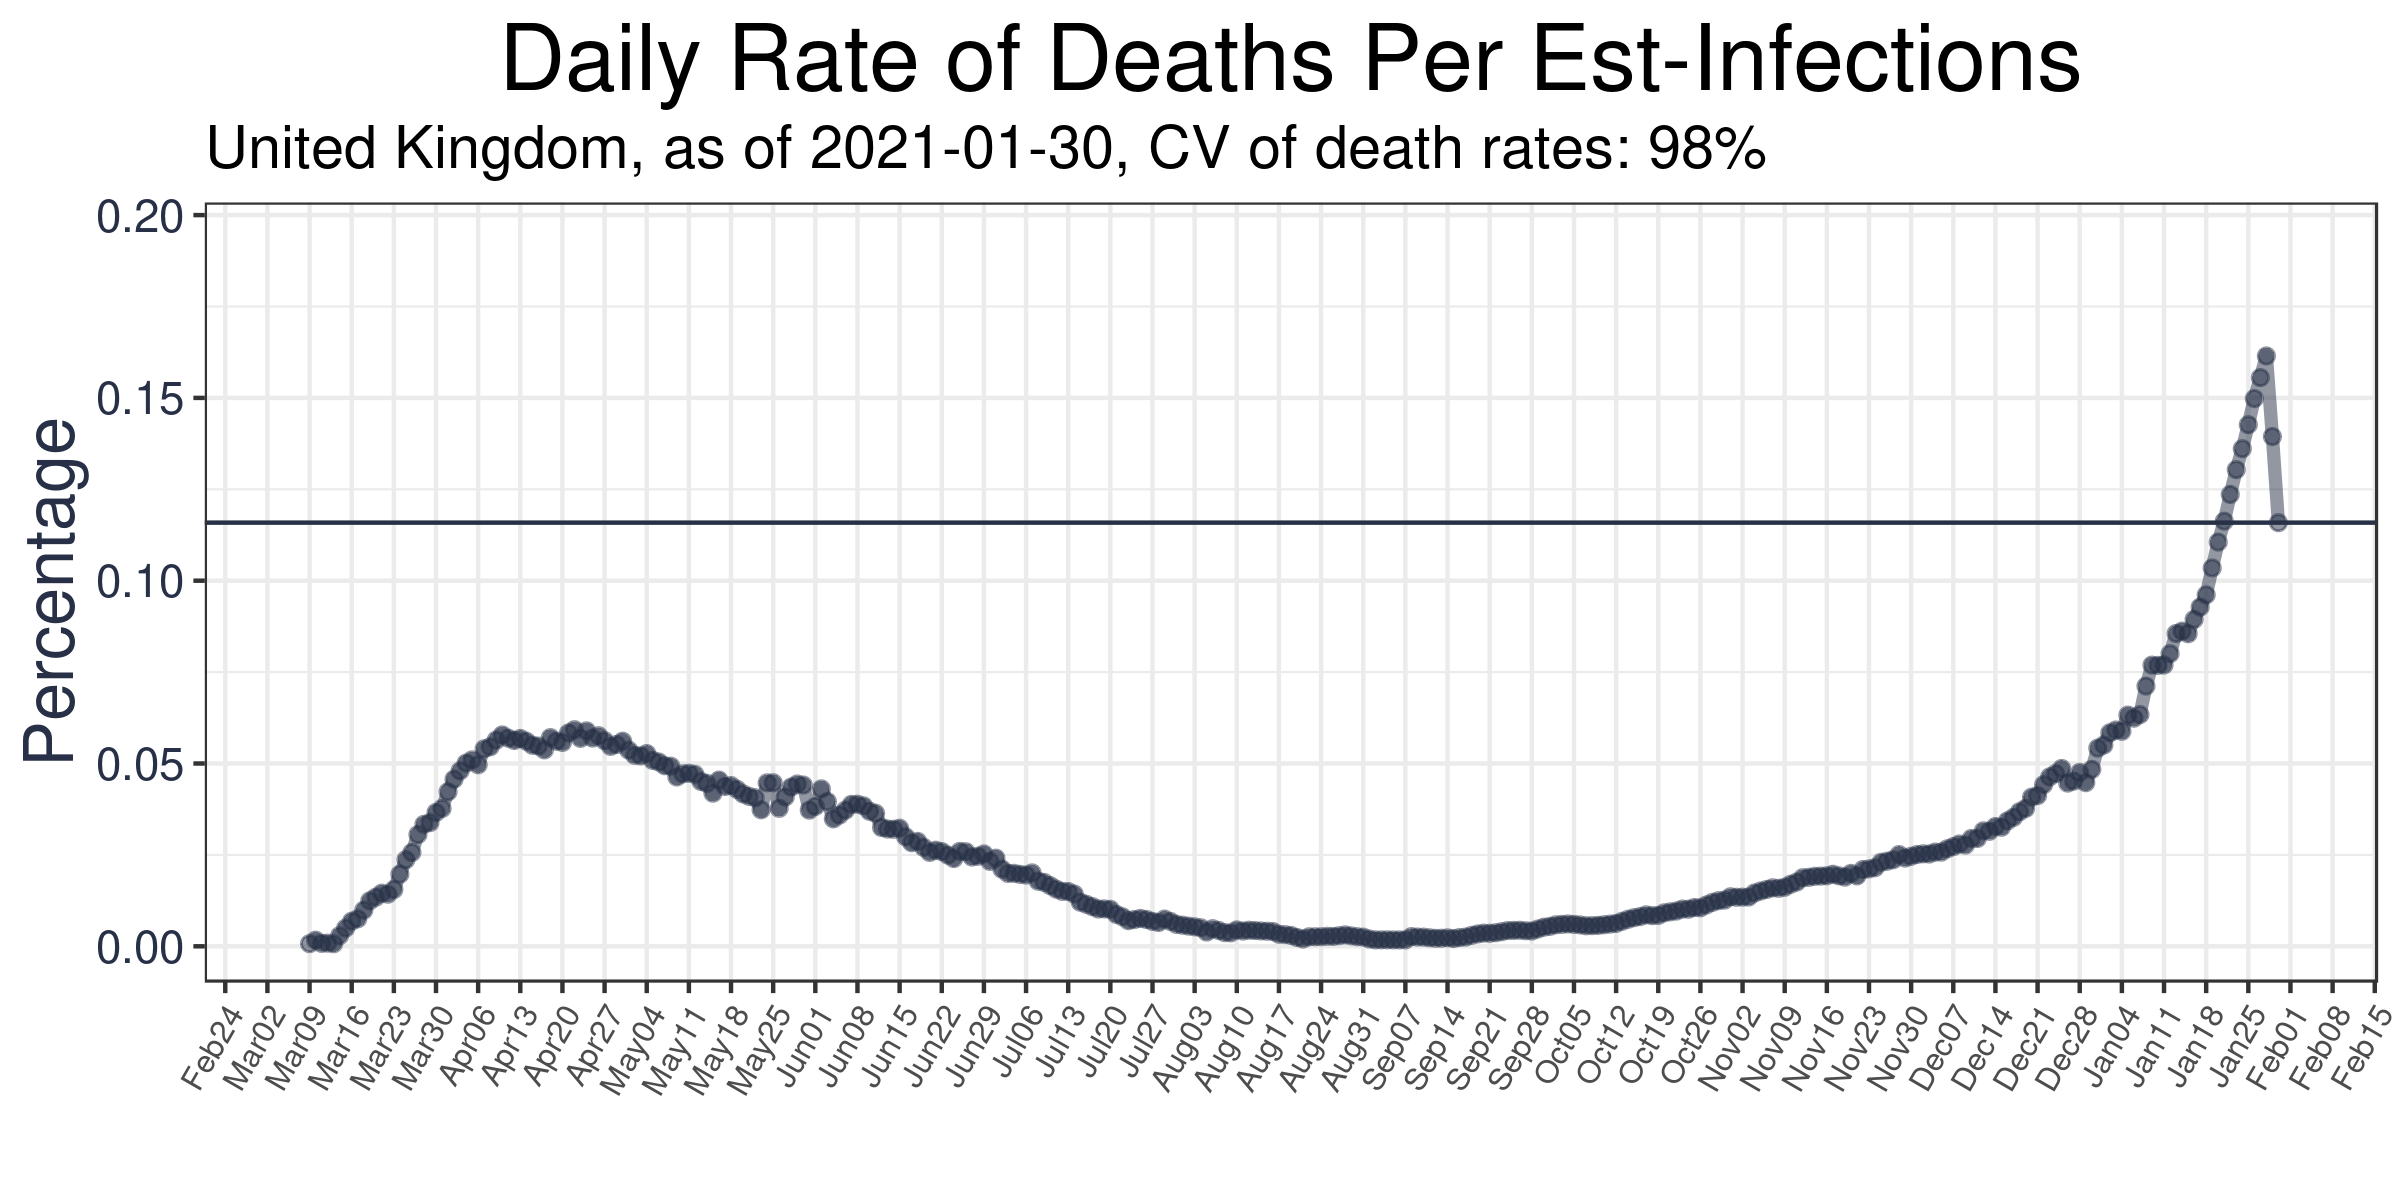 Daily Rate of Deaths Per Est-Infections
United Kingdom, as of 2021-01-30, CV of death rates: 98%
Percentage
0.20
0.15
0.10
0.05
0.00
Feb24
Mar02
Mar09
Mar16
Mar23
Mar30
Apr06
Apr13
Apr20
Apr27
May04
May11
May18
May25
Jun01
Jun08
Jun15
Jun22
Jun29
Jul06
Jul13
Jul20
Jul27
Aug03
Aug10
Aug17
Aug24
Aug31
Sep07
Sep14
Sep21
Sep28
Oct05
Oct12
Oct19
Oct26
Nov02
Nov09
Nov16
Nov23
Nov30
Dec07
Dec14
Dec21
Dec28
Jan04
Jan11
Jan18
Jan25
Feb01
Feb08
Feb15